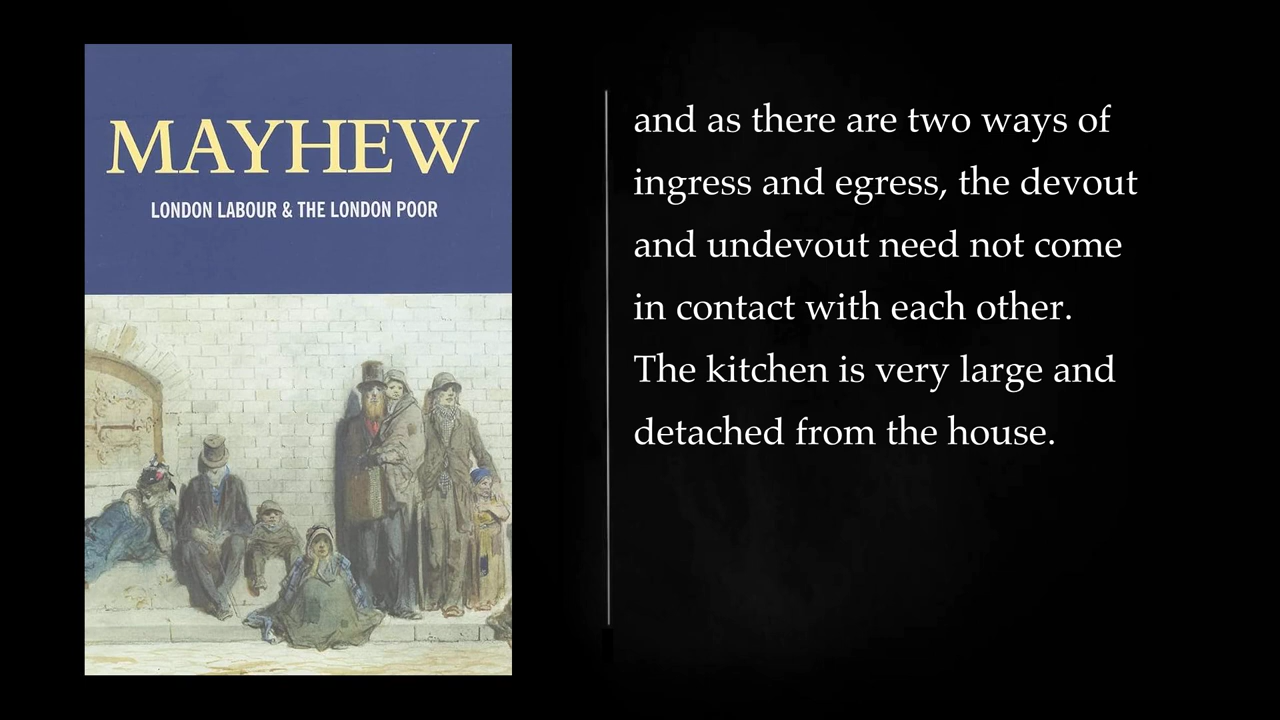 MAYHEW
LONDON LABOUR & THE LONDON POOR
and as there are two ways of
ingress and egress, the devout
and undevout need not come
in contact with each other.
The kitchen is very large and
detached from the house.